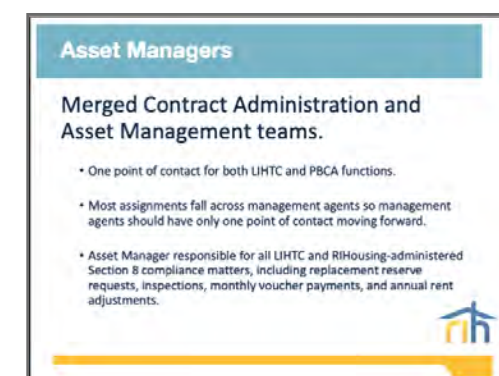 Asset Managers
Merged Contract Administration and
Asset Management teams.
• One point of contact for both LIHTC and PBCA functions.
• Most assignments fall across management agents so management
agents should have only one point of contact moving forward.
• Asset Manager responsible for all LIHTC and RIHousing-administered
Section 8 compliance matters, including replacement reserve
requests, inspections, monthly voucher payments, and annual rent
adjustments.
rih